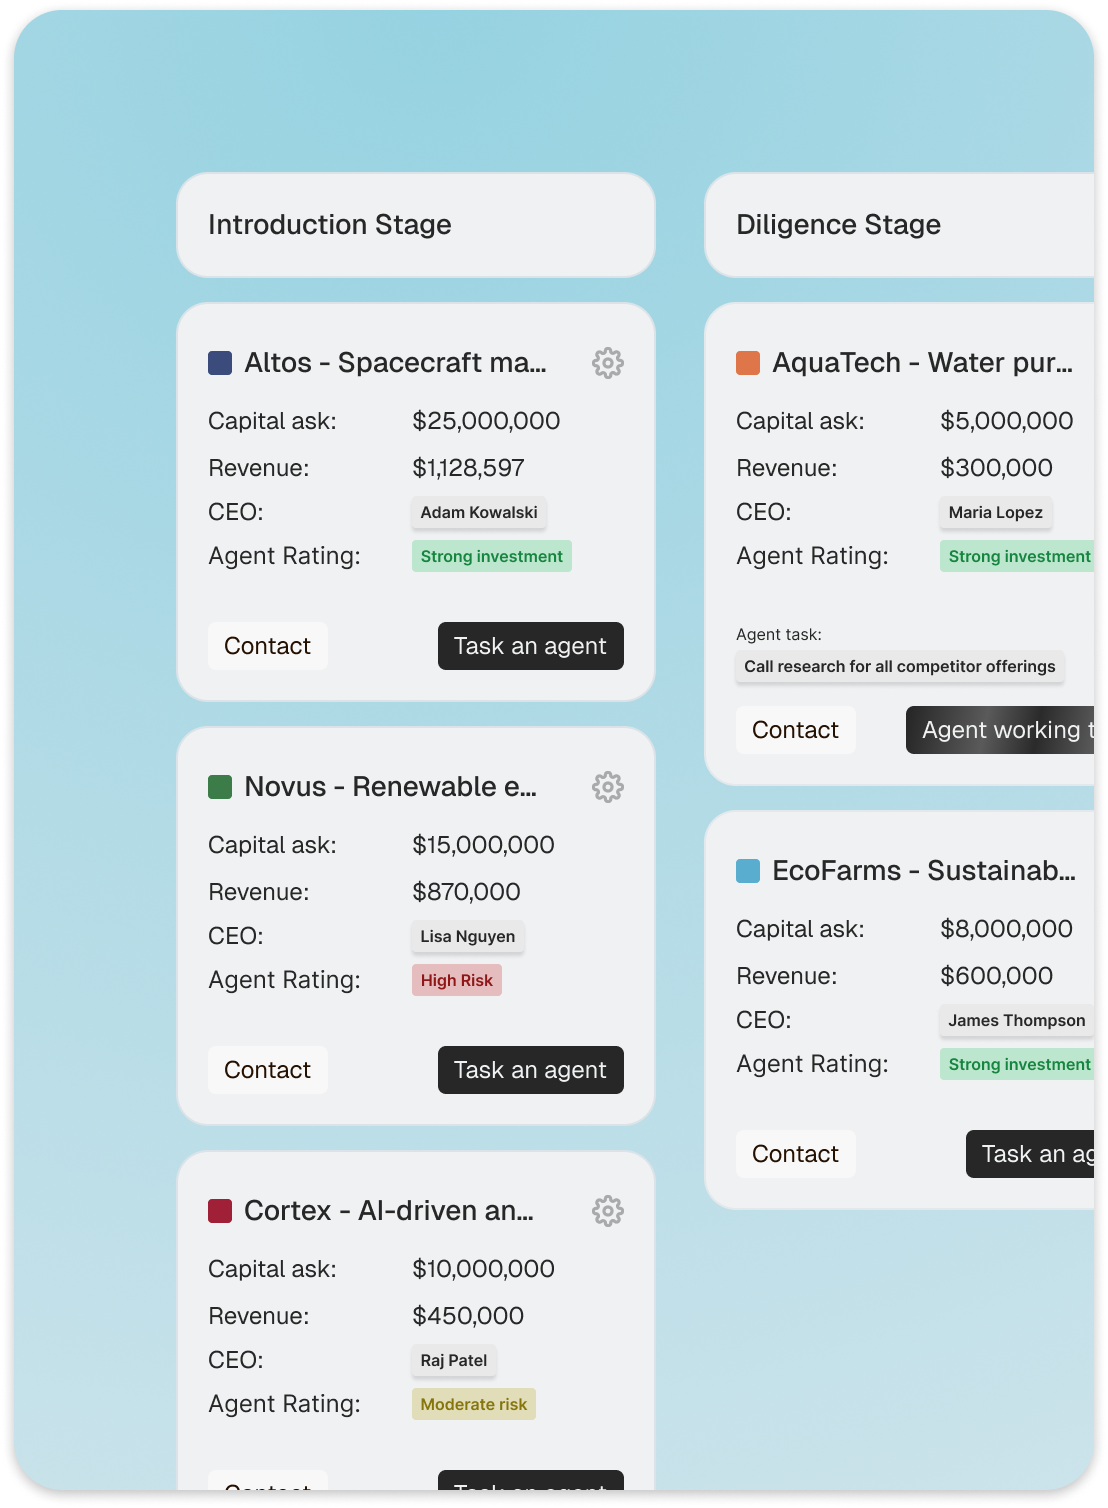 Introduction Stage
Altos - Spacecraft ma...
Capital ask: $25,000,000
Revenue: $1,128,597
CEO: Adam Kowalski
Agent Rating: Strong investment
Contact Task an agent
Novus - Renewable e...
Capital ask: $15,000,000
Revenue: $870,000
CEO: Lisa Nguyen
Agent Rating: High Risk
Contact Task an agent
Cortex - AI-driven an...
Capital ask: $10,000,000
Revenue: $450,000
CEO: Raj Patel
Agent Rating: Moderate risk
Contact Task an agent
Diligence Stage
AquaTech - Water pur...
Capital ask: $5,000,000
Revenue: $300,000
CEO: Maria Lopez
Agent Rating: Strong investment
Agent task:
Call research for all competitor offerings
Contact Agent working t
EcoFarms - Sustainab...
Capital ask: $8,000,000
Revenue: $600,000
CEO: James Thompson
Agent Rating: Strong investment
Contact Task an ag